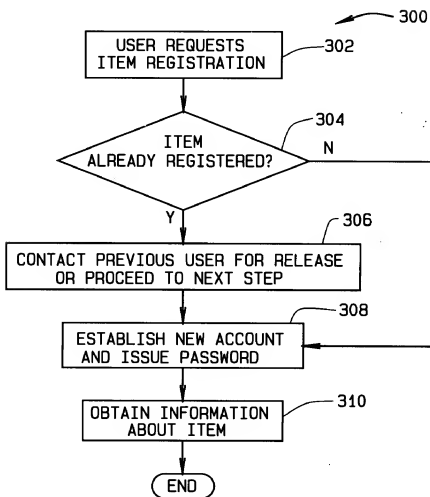 300
USER REQUESTS
ITEM REGISTRATION
302
304
ITEM
ALREADY REGISTERED?
N
Y
306
CONTACT PREVIOUS USER FOR RELEASE
OR PROCEED TO NEXT STEP
308
ESTABLISH NEW ACCOUNT
AND ISSUE PASSWORD
310
OBTAIN INFORMATION
ABOUT ITEM
END